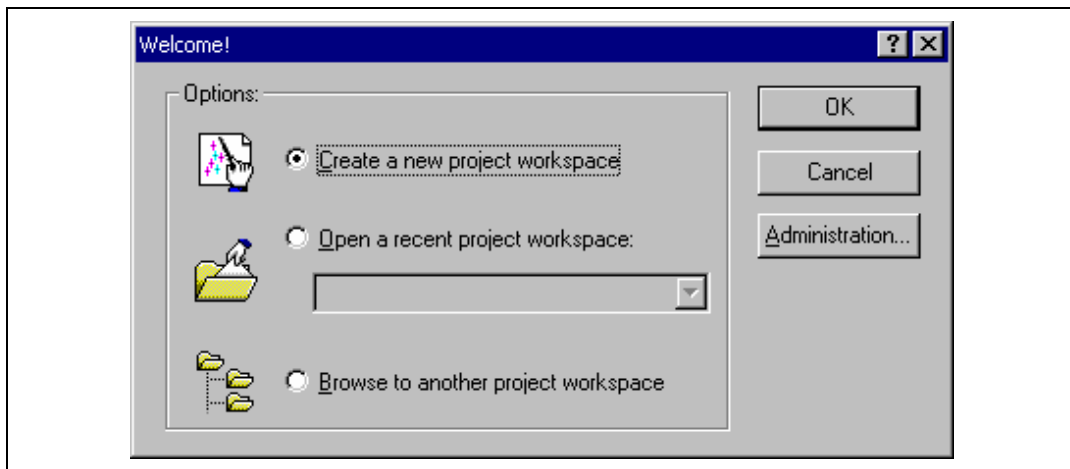 Welcome!
Options:
Create a new project workspace
Open a recent project workspace:
Browse to another project workspace
OK
Cancel
Administration...